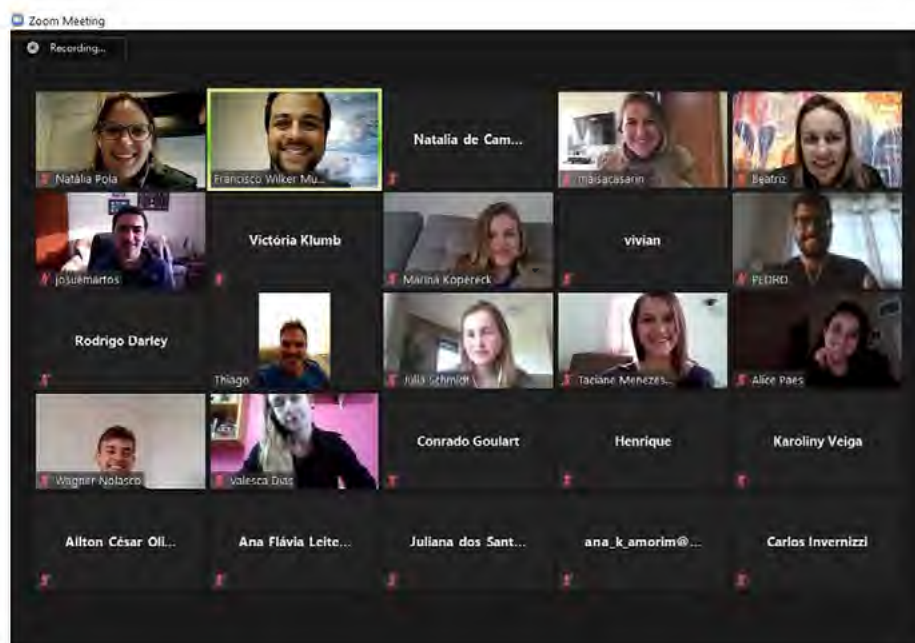 Zoom Meeting
Recording...
Natália Pola
Francisco Wilker Mu...
Natalia de Cam...
maisacasarin
Beatriz
josuemartos
Victória Klumb
Marina Kopereck
vivian
PEDRO
Rodrigo Darley
Thiago
Julia Schmidt
Taciane Menezes...
Alice Paes
Wagner Nolasco
Valesca Dias
Conrado Goulart
Henrique
Karoliny Veiga
Ailton César Oli...
Ana Flávia Leite...
Juliana dos Sant...
ana_k_amorim@...
Carlos Invernizzi